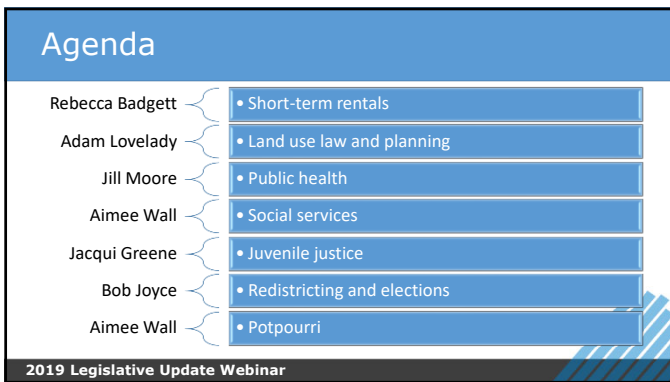 Agenda
Rebecca Badgett • Short-term rentals
Adam Lovelady • Land use law and planning
Jill Moore • Public health
Aimee Wall • Social services
Jacqui Greene • Juvenile justice
Bob Joyce • Redistricting and elections
Aimee Wall • Potpourri
2019 Legislative Update Webinar